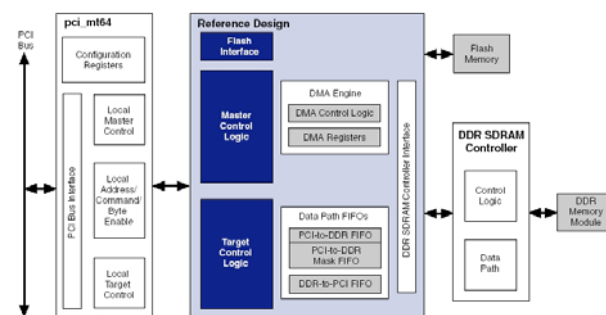 PCI
Bus
pci_mt64
Configuration
Registers
PCI Bus Interface
Local
Master
Control
Local
Address/
Command/
Byte
Enable
Local
Target
Control
Reference Design
Flash
Interface
Master
Control
Logic
Target
Control
Logic
DMA Engine
DMA Control Logic
DMA Registers
Data Path FIFOs
PCI-to-DDR FIFO
PCI-to-DDR
Mask FIFO
DDR-to-PCI FIFO
DDR SDRAM Controller Interface
Flash
Memory
DDR SDRAM
Controller
Control
Logic
Data
Path
DDR
Memory
Module